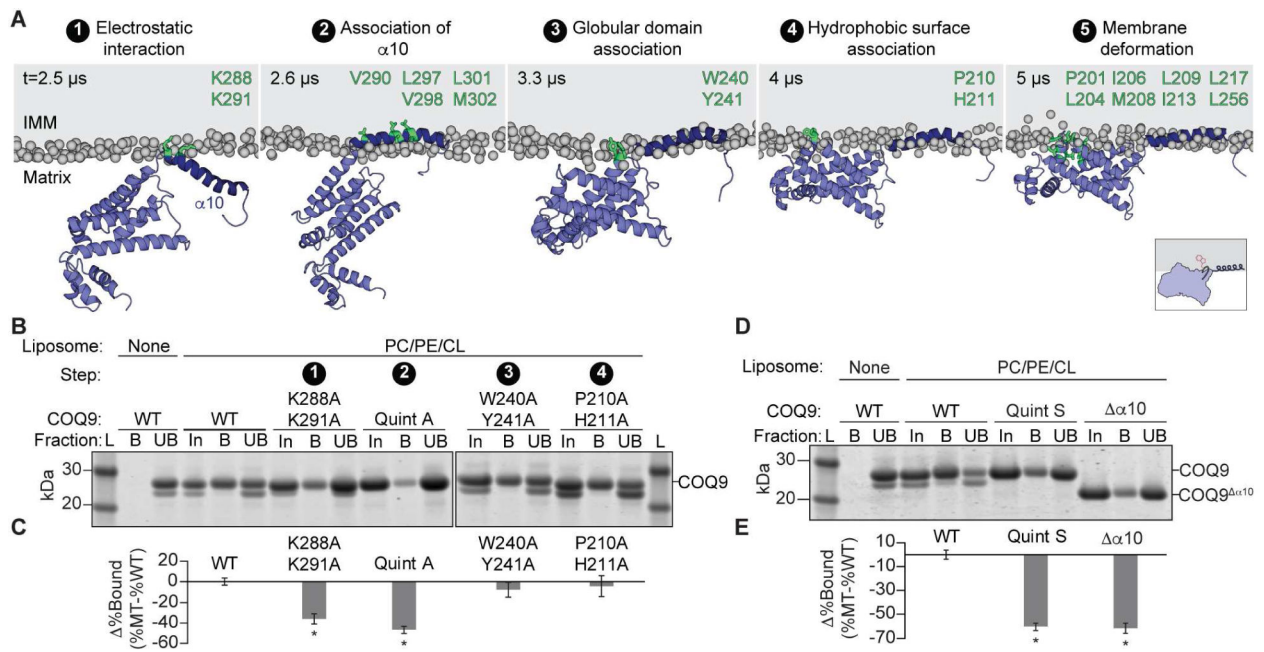 A
1 Electrostatic interaction
2 Association of α10
3 Globular domain association
4 Hydrophobic surface association
5 Membrane deformation
t=2.5 µs K288
K291
IMM
Matrix
α10
2.6 µs V290 L297 L301
V298 M302
3.3 µs W240
Y241
4 µs P210
H211
5 µs P201 I206 L209 L217
L204 M208 I213 L256
B
Liposome: None PC/PE/CL
Step: 1 2 3 4
K288A W240A P210A
COQ9: WT WT K291A Quint A Y241A H211A
Fraction: L B UB In B UB In B UB In B UB In B UB In B UB L
kDa
30
20
COQ9
C
Δ%Bound
(%MT-%WT)
20
0
-20
-40
-60
WT
K288A
K291A
Quint A
W240A
Y241A
P210A
H211A
*
*
D
Liposome: None PC/PE/CL
COQ9: WT WT Quint S Δα10
Fraction: L B UB In B UB In B UB In B UB
kDa
30
20
COQ9
COQ9Δα10
E
Δ%Bound
(%MT-%WT)
10
-10
-30
-50
-70
WT Quint S Δα10
* *